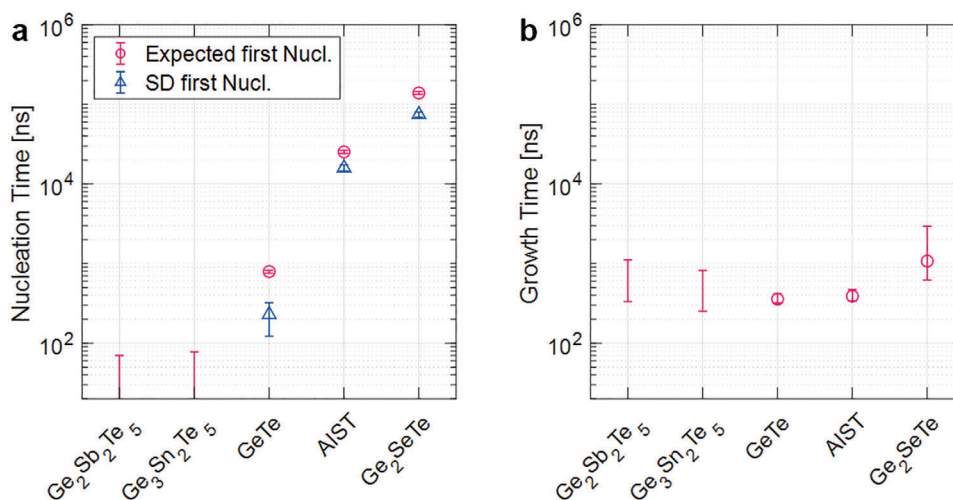 a
Nucleation Time [ns]
10^6
10^4
10^2
Expected first Nucl.
SD first Nucl.
Ge₂Sb₂Te₅
Ge₃Sn₂Te₅
GeTe
AIST
Ge₂SeTe
b
Growth Time [ns]
10^6
10^4
10^2
Ge₂Sb₂Te₅
Ge₃Sn₂Te₅
GeTe
AIST
Ge₂SeTe